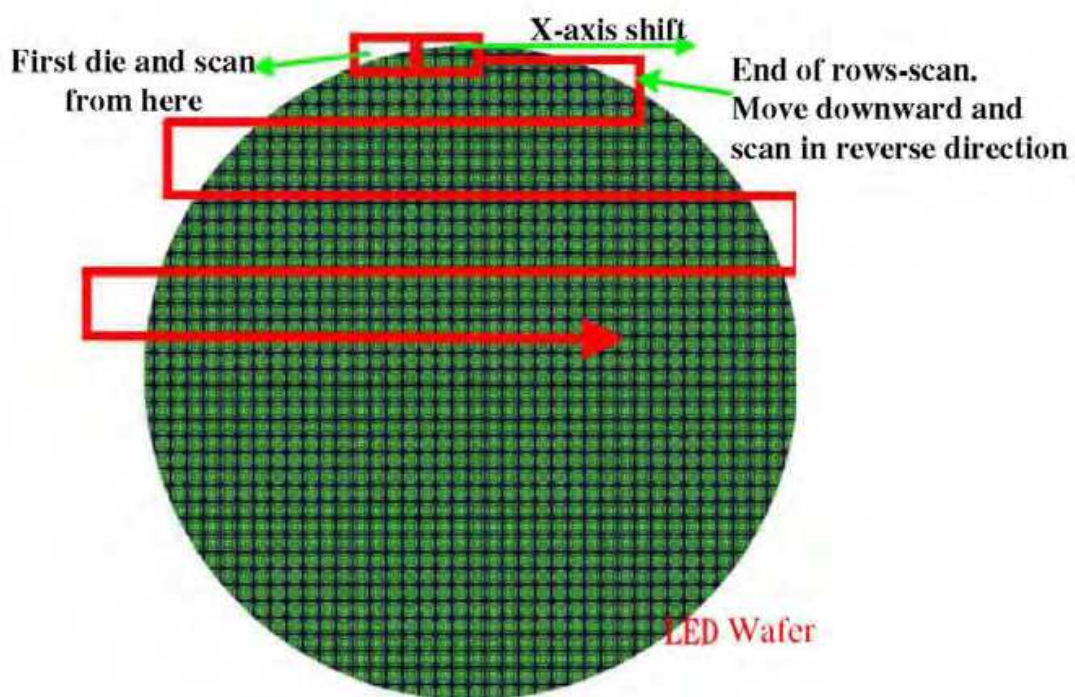 X-axis shift
First die and scan
from here
End of rows-scan.
Move downward and
scan in reverse direction
LED Wafer